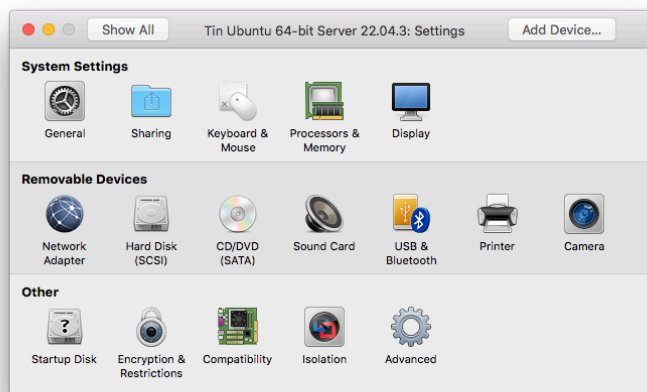 Show All Tin Ubuntu 64-bit Server 22.04.3: Settings Add Device...
System Settings
General Sharing Keyboard & Mouse Processors & Memory Display
Removable Devices
Network Adapter Hard Disk (SCSI) CD/DVD (SATA) Sound Card USB & Bluetooth Printer Camera
Other
?
Startup Disk Encryption & Restrictions Compatibility Isolation Advanced